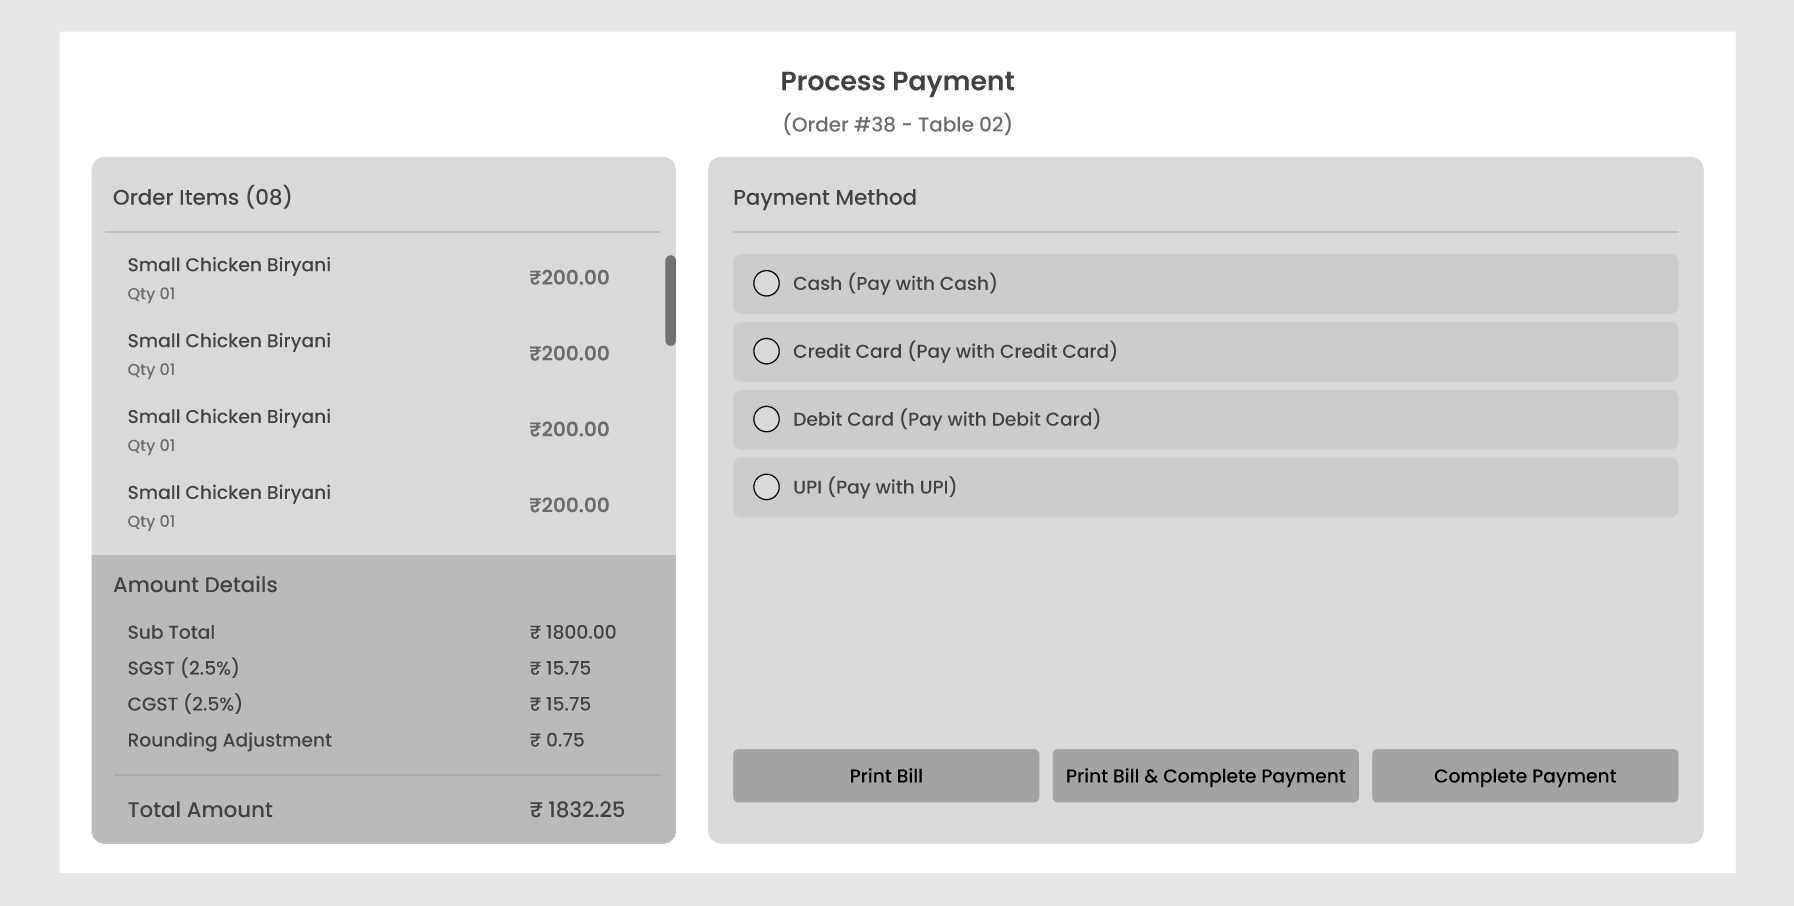 Process Payment
(Order #38 - Table 02)
Order Items (08)
Small Chicken Biryani
Qty 01
₹200.00
Small Chicken Biryani
Qty 01
₹200.00
Small Chicken Biryani
Qty 01
₹200.00
Small Chicken Biryani
Qty 01
₹200.00
Amount Details
Sub Total ₹ 1800.00
SGST (2.5%) ₹ 15.75
CGST (2.5%) ₹ 15.75
Rounding Adjustment ₹ 0.75
Total Amount ₹ 1832.25
Payment Method
Cash (Pay with Cash)
Credit Card (Pay with Credit Card)
Debit Card (Pay with Debit Card)
UPI (Pay with UPI)
Print Bill
Print Bill & Complete Payment
Complete Payment